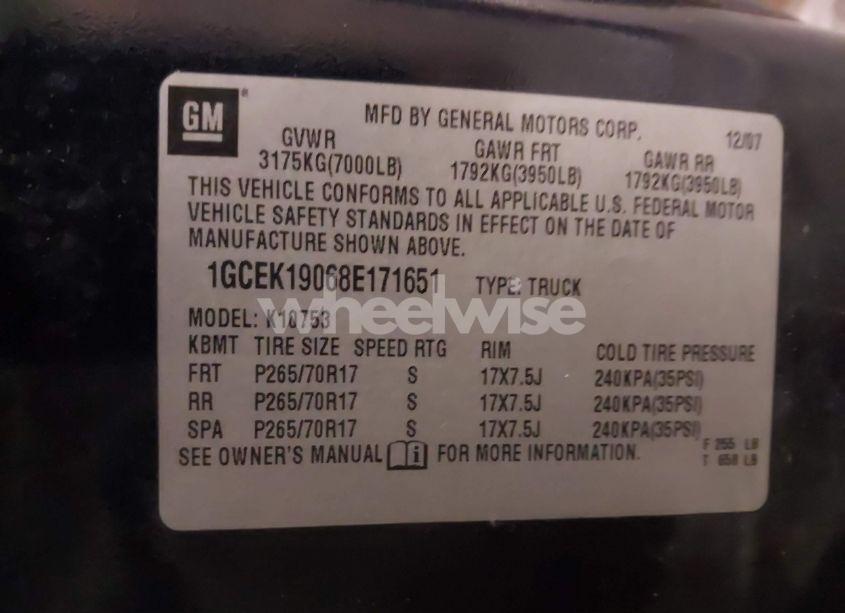 GM ®
MFD BY GENERAL MOTORS CORP. 12/07
GVWR GAWR FRT GAWR RR
3175KG(7000LB) 1792KG(3950LB) 1792KG(3950LB)
THIS VEHICLE CONFORMS TO ALL APPLICABLE U.S. FEDERAL MOTOR
VEHICLE SAFETY STANDARDS IN EFFECT ON THE DATE OF
MANUFACTURE SHOWN ABOVE.
1GCEK19068E171651 TYPE: TRUCK
wheelwise
MODEL: K10753
KBMT TIRE SIZE SPEED RTG RIM COLD TIRE PRESSURE
FRT P265/70R17 S 17X7.5J 240KPA(35PSI)
RR P265/70R17 S 17X7.5J 240KPA(35PSI)
SPA P265/70R17 S 17X7.5J 240KPA(35PSI)
SEE OWNER'S MANUAL i FOR MORE INFORMATION.
F 255 LB
T 658 LB